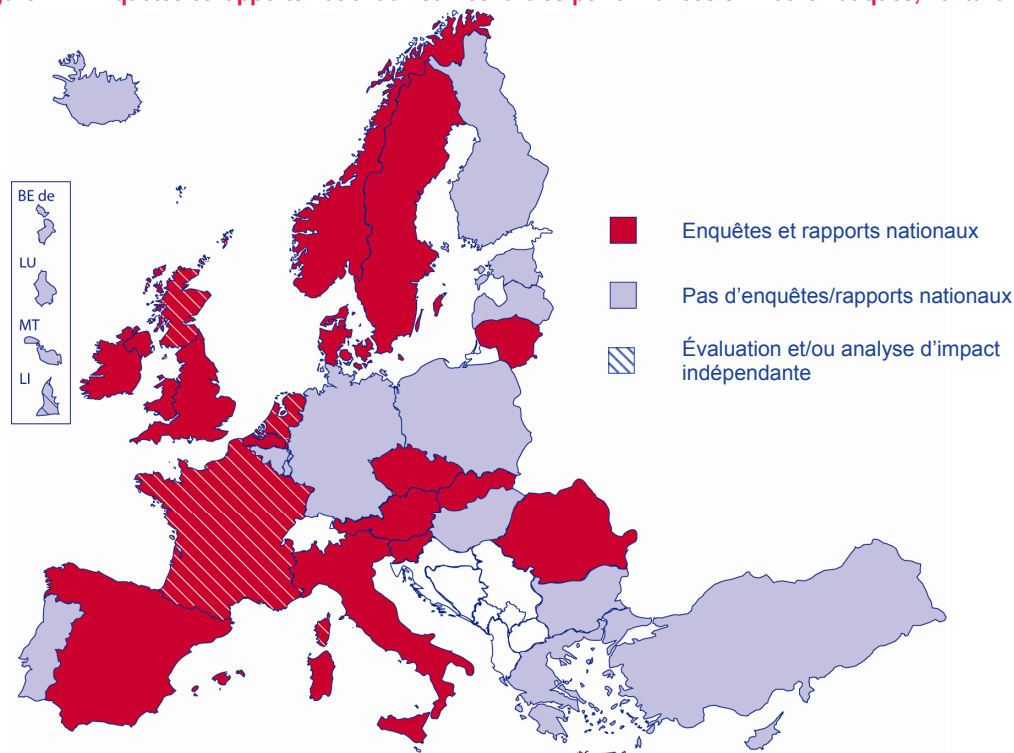 BE de
LU
MT
LI
Enquêtes et rapports nationaux
Pas d'enquêtes/rapports nationaux
Évaluation et/ou analyse d'impact
indépendante